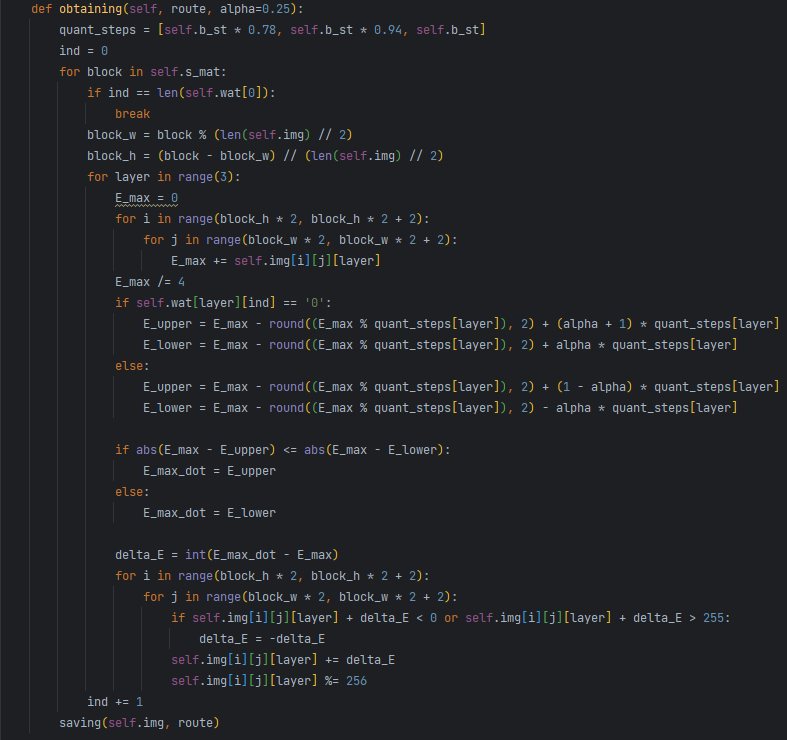 def obtaining(self, route, alpha=0.25):
    quant_steps = [self.b_st * 0.78, self.b_st * 0.94, self.b_st]
    ind = 0
    for block in self.s_mat:
        if ind == len(self.wat[0]):
            break
        block_w = block % (len(self.img) // 2)
        block_h = (block - block_w) // (len(self.img) // 2)
        for layer in range(3):
            E_max = 0
            for i in range(block_h * 2, block_h * 2 + 2):
                for j in range(block_w * 2, block_w * 2 + 2):
                    E_max += self.img[i][j][layer]
            E_max /= 4
            if self.wat[layer][ind] == '0':
                E_upper = E_max - round((E_max % quant_steps[layer]), 2) + (alpha + 1) * quant_steps[layer]
                E_lower = E_max - round((E_max % quant_steps[layer]), 2) + alpha * quant_steps[layer]
            else:
                E_upper = E_max - round((E_max % quant_steps[layer]), 2) + (1 - alpha) * quant_steps[layer]
                E_lower = E_max - round((E_max % quant_steps[layer]), 2) - alpha * quant_steps[layer]

            if abs(E_max - E_upper) <= abs(E_max - E_lower):
                E_max_dot = E_upper
            else:
                E_max_dot = E_lower

            delta_E = int(E_max_dot - E_max)
            for i in range(block_h * 2, block_h * 2 + 2):
                for j in range(block_w * 2, block_w * 2 + 2):
                    if self.img[i][j][layer] + delta_E < 0 or self.img[i][j][layer] + delta_E > 255:
                        delta_E = -delta_E
                    self.img[i][j][layer] += delta_E
                    self.img[i][j][layer] %= 256
        ind += 1
    saving(self.img, route)